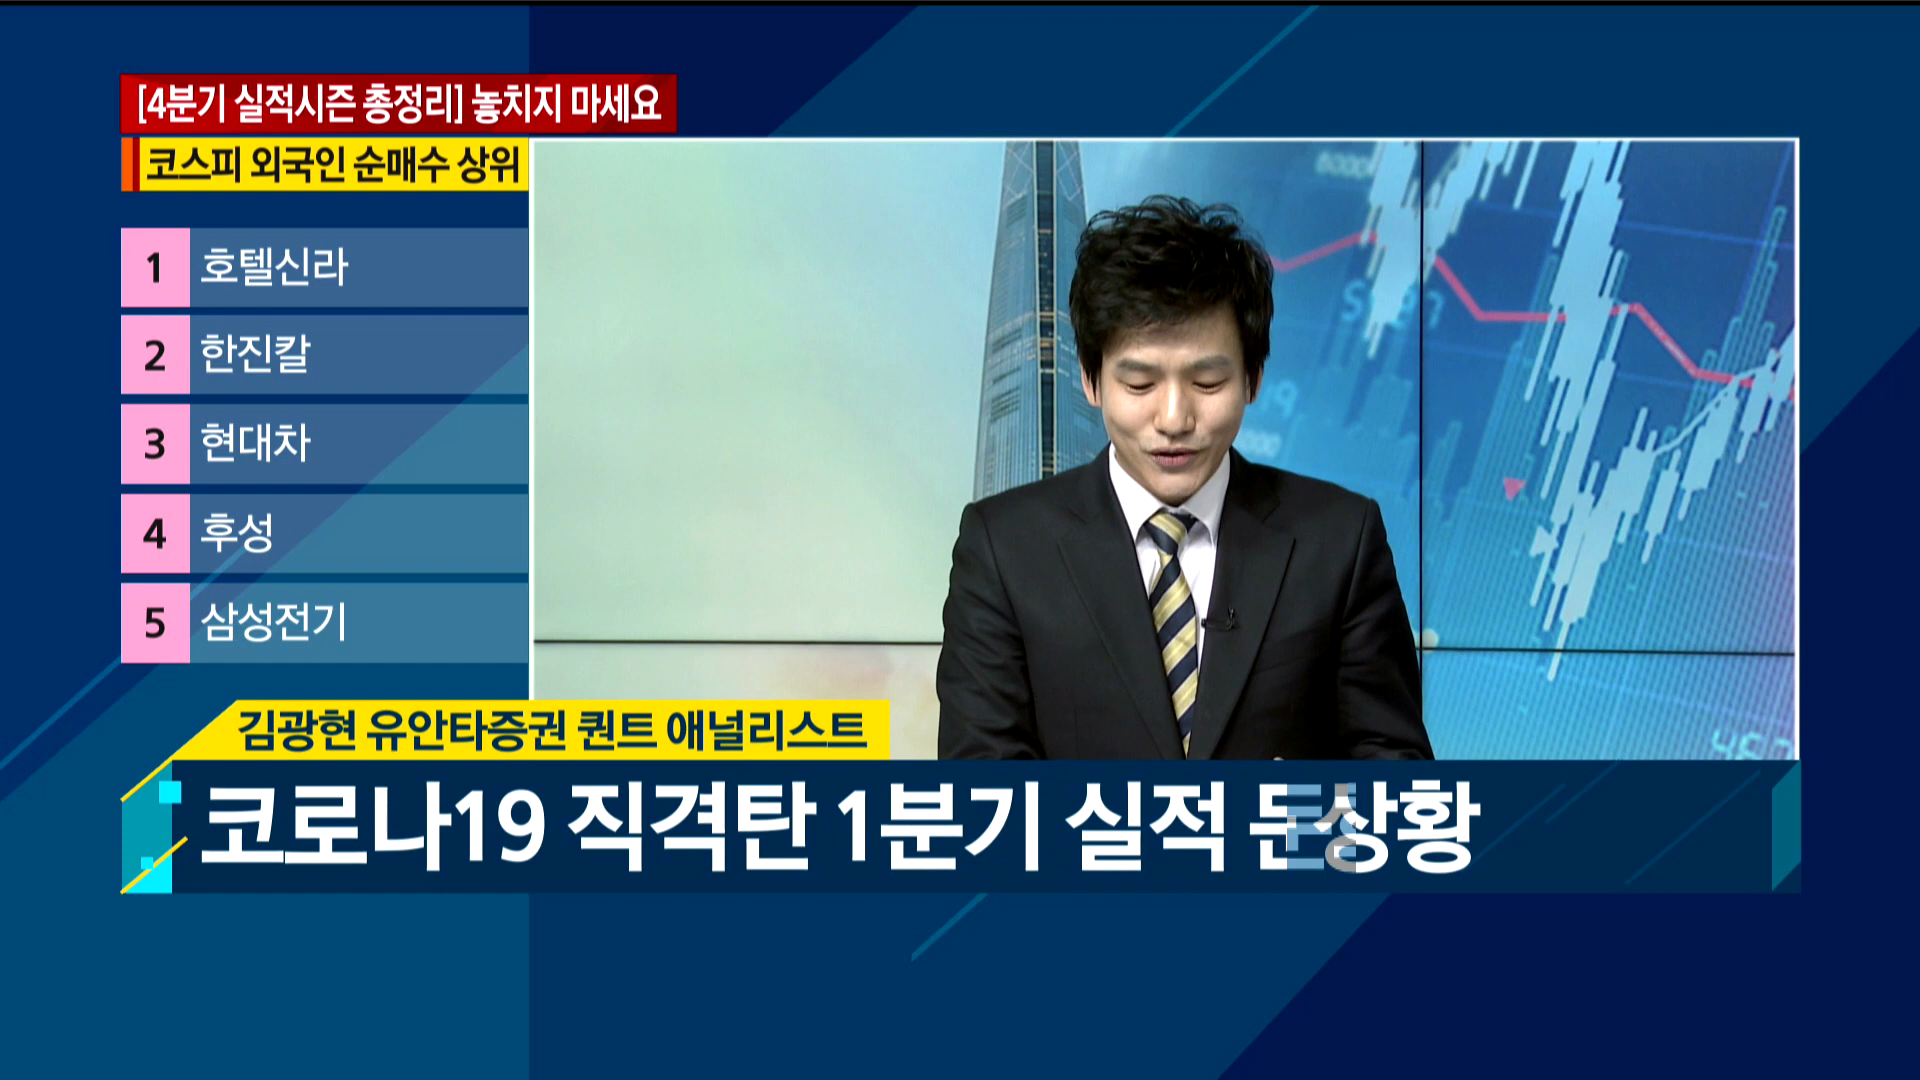 [4분기 실적시즌 총정리] 놓치지 마세요
코스피 외국인 순매수 상위
1 호텔신라
2 한진칼
3 현대차
4 후성
5 삼성전기
김광현 유안타증권 퀀트 애널리스트
코로나19 직격탄 1분기 실적